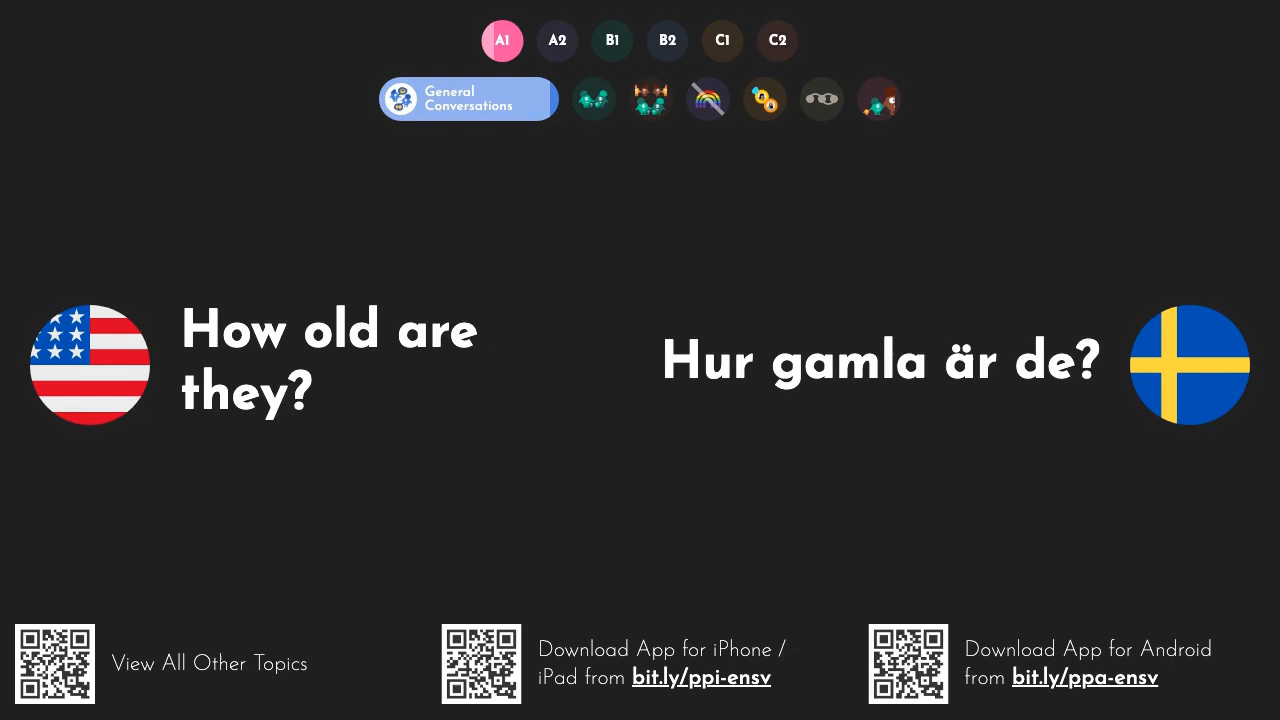 A1 A2 B1 B2 C1 C2
General
Conversations
How old are
they?
Hur gamla är de?
View All Other Topics
Download App for iPhone /
iPad from bit.ly/ppi-ensv
Download App for Android
from bit.ly/ppa-ensv